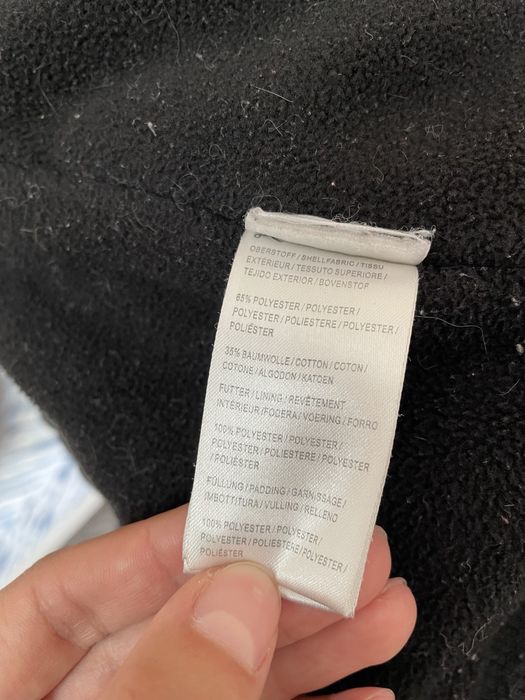 OBERSTOFF / SHELLFABRIC / TISSU
EXTÉRIEUR / TESSUTO SUPERIORE /
TEJIDO EXTERIOR / BOVENSTOF
65% POLYESTER / POLYESTER /
POLYESTER / POLIESTERE / POLYESTER /
POLIÉSTER
35% BAUMWOLLE / COTTON / COTON /
COTONE / ALGODON / KATOEN
FUTTER / LINING / REVÊTEMENT
INTÉRIEUR / FODERA / VOERING / FORRO
100% POLYESTER / POLYESTER /
POLYESTER / POLIESTERE / POLYESTER
/ POLIÉSTER
FÜLLUNG / PADDING / GARNISSAGE /
IMBOTTITURA / VULLING / RELLENO
100% POLYESTER / POLYESTER /
POLYESTER / POLIESTERE / POLYESTER /
POLIÉSTER